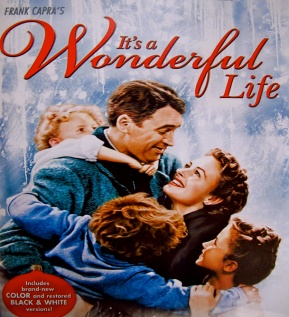 FRANK CAPRA'S
It's a
Wonderful
Life
Includes
brand-new
COLOR and restored
BLACK & WHITE
versions!